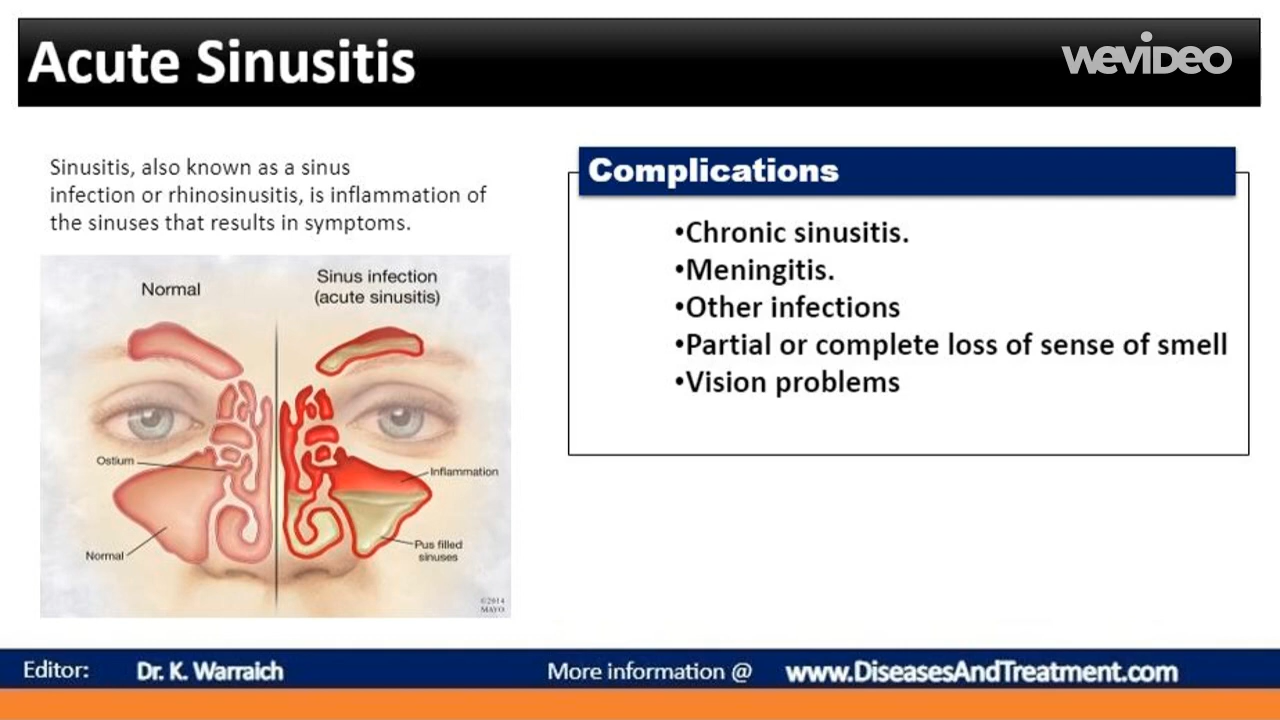 Acute Sinusitis
WEVIDEO
Sinusitis, also known as a sinus
infection or rhinosinusitis, is inflammation of
the sinuses that results in symptoms.
Normal
Sinus infection
(acute sinusitis)
Ostium
Inflammation
Normal
Pus filled
sinuses
©2014
MAYO
Complications
•Chronic sinusitis.
•Meningitis.
•Other infections
•Partial or complete loss of sense of smell
•Vision problems
Editor: Dr. K. Warraich More information @ www.DiseasesAndTreatment.com